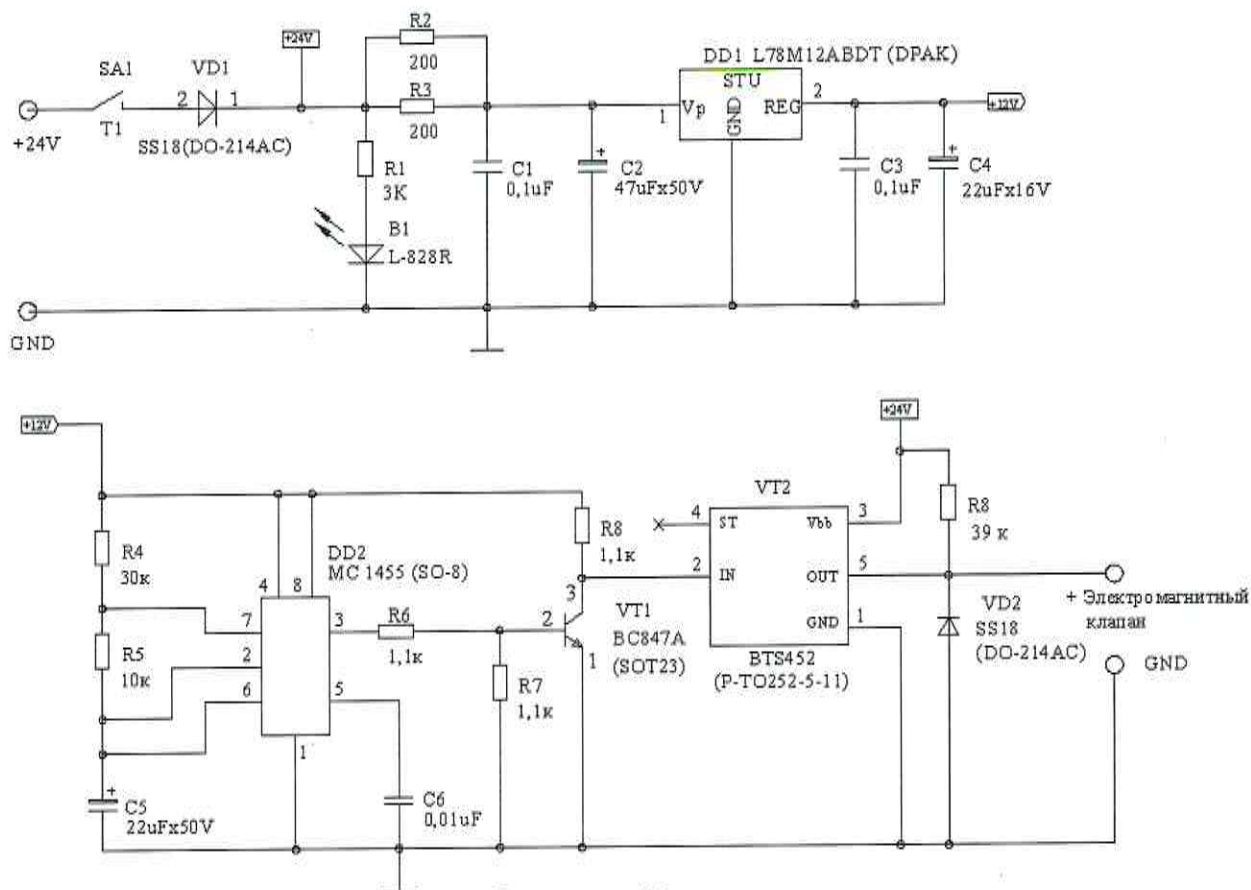 +24V
R2
200
SA1
VD1
DD1 L78M12ABDT (DPAK)
STU
2
1
R3
Vp
GND
REG
2
+12V
+24V
T1
SS18(DO-214AC)
200
1
R1
3K
C1
0,1uF
+
C2
47uFx50V
C3
0,1uF
+
C4
22uFx16V
B1
L-828R
GND
+12V
+24V
R4
30к
DD2
MC 1455 (SO-8)
4
8
R8
1,1к
VT2
4
ST
Vbb
3
R8
39 к
2
IN
OUT
5
7
3
R6
1,1к
3
2
VT1
BC847A
(SOT23)
1
GND
1
VD2
SS18
(DO-214AC)
+ Электромагнитный
клапан
R5
10к
2
6
5
R7
1,1к
BTS452
(P-TO252-5-11)
GND
1
+
C5
22uFx50V
C6
0,01uF